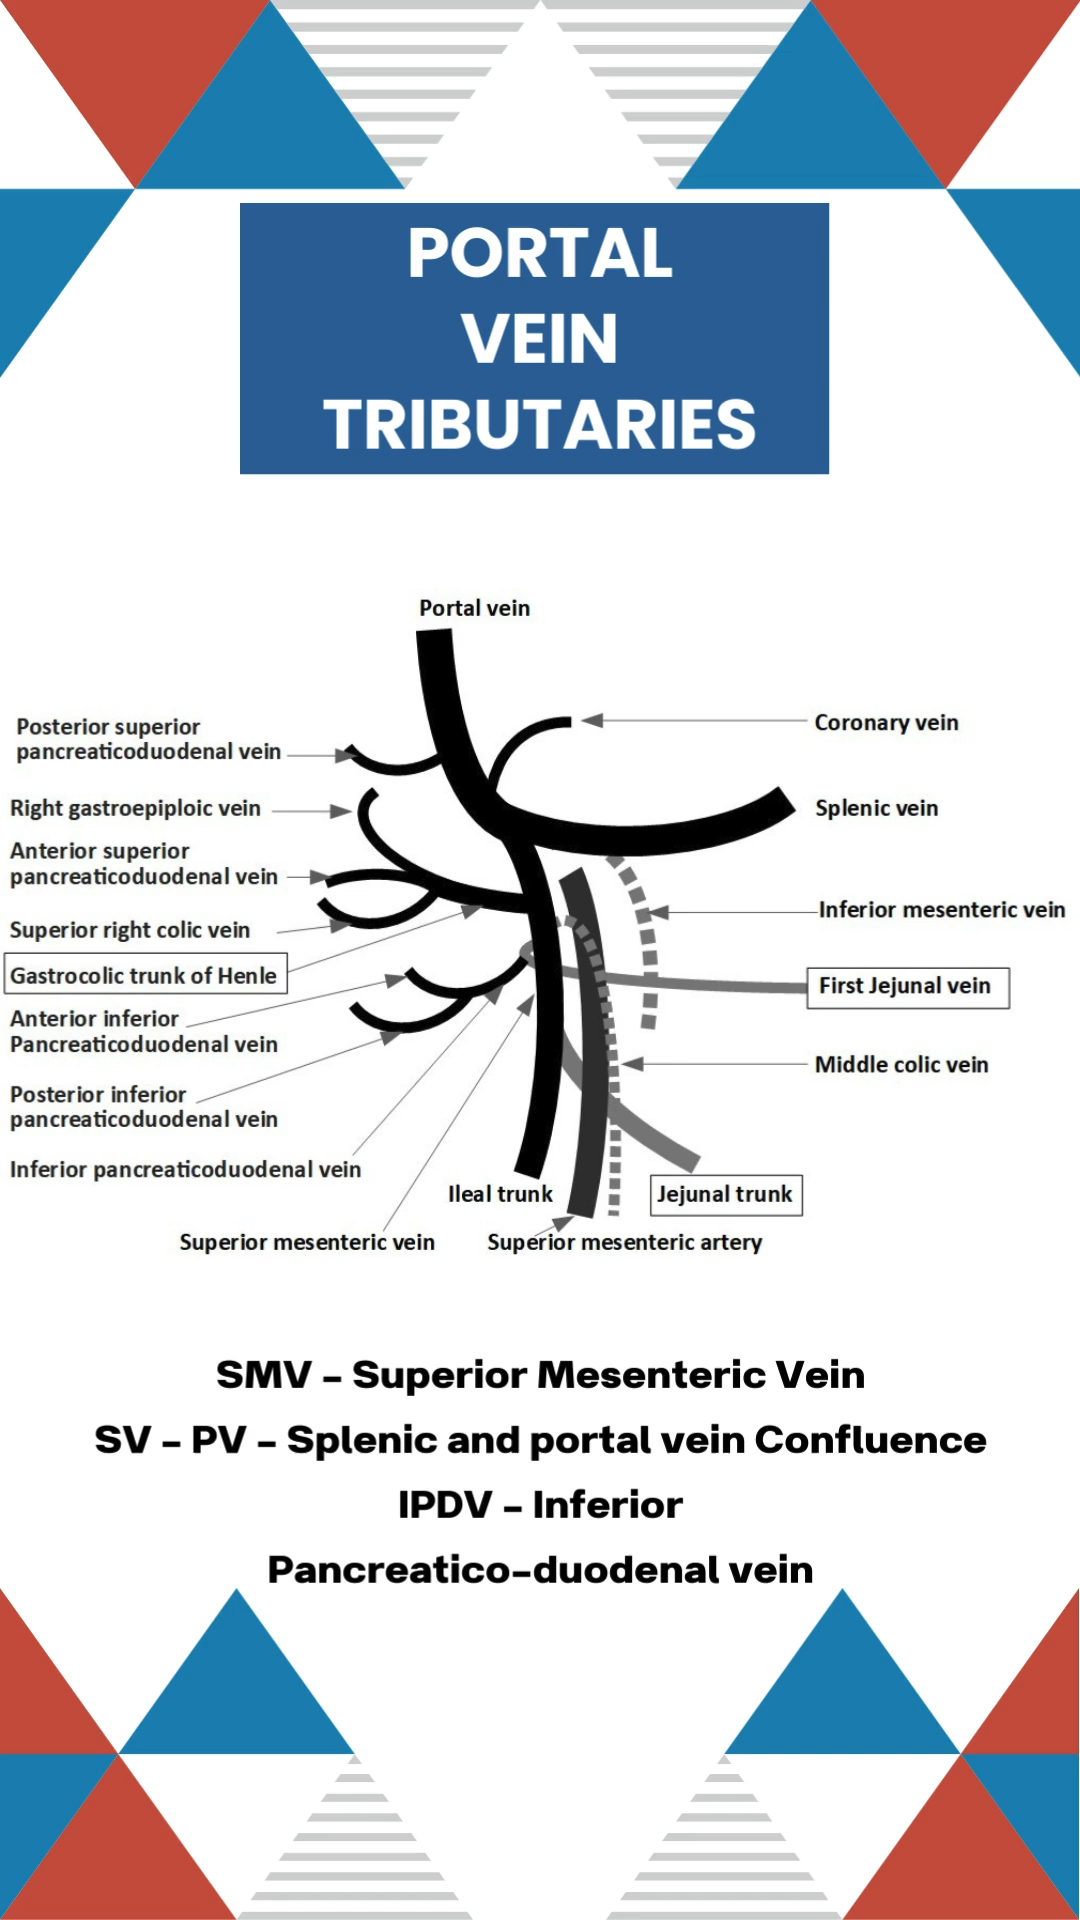 PORTAL
VEIN
TRIBUTARIES
Portal vein
Posterior superior
pancreaticoduodenal vein
Coronary vein
Right gastroepiploic vein
Splenic vein
Anterior superior
pancreaticoduodenal vein
Inferior mesenteric vein
Superior right colic vein
Gastrocolic trunk of Henle
First Jejunal vein
Anterior inferior
Pancreaticoduodenal vein
Middle colic vein
Posterior inferior
pancreaticoduodenal vein
Inferior pancreaticoduodenal vein
Ileal trunk
Jejunal trunk
Superior mesenteric vein
Superior mesenteric artery
SMV - Superior Mesenteric Vein
SV - PV - Splenic and portal vein Confluence
IPDV - Inferior
Pancreatico-duodenal vein